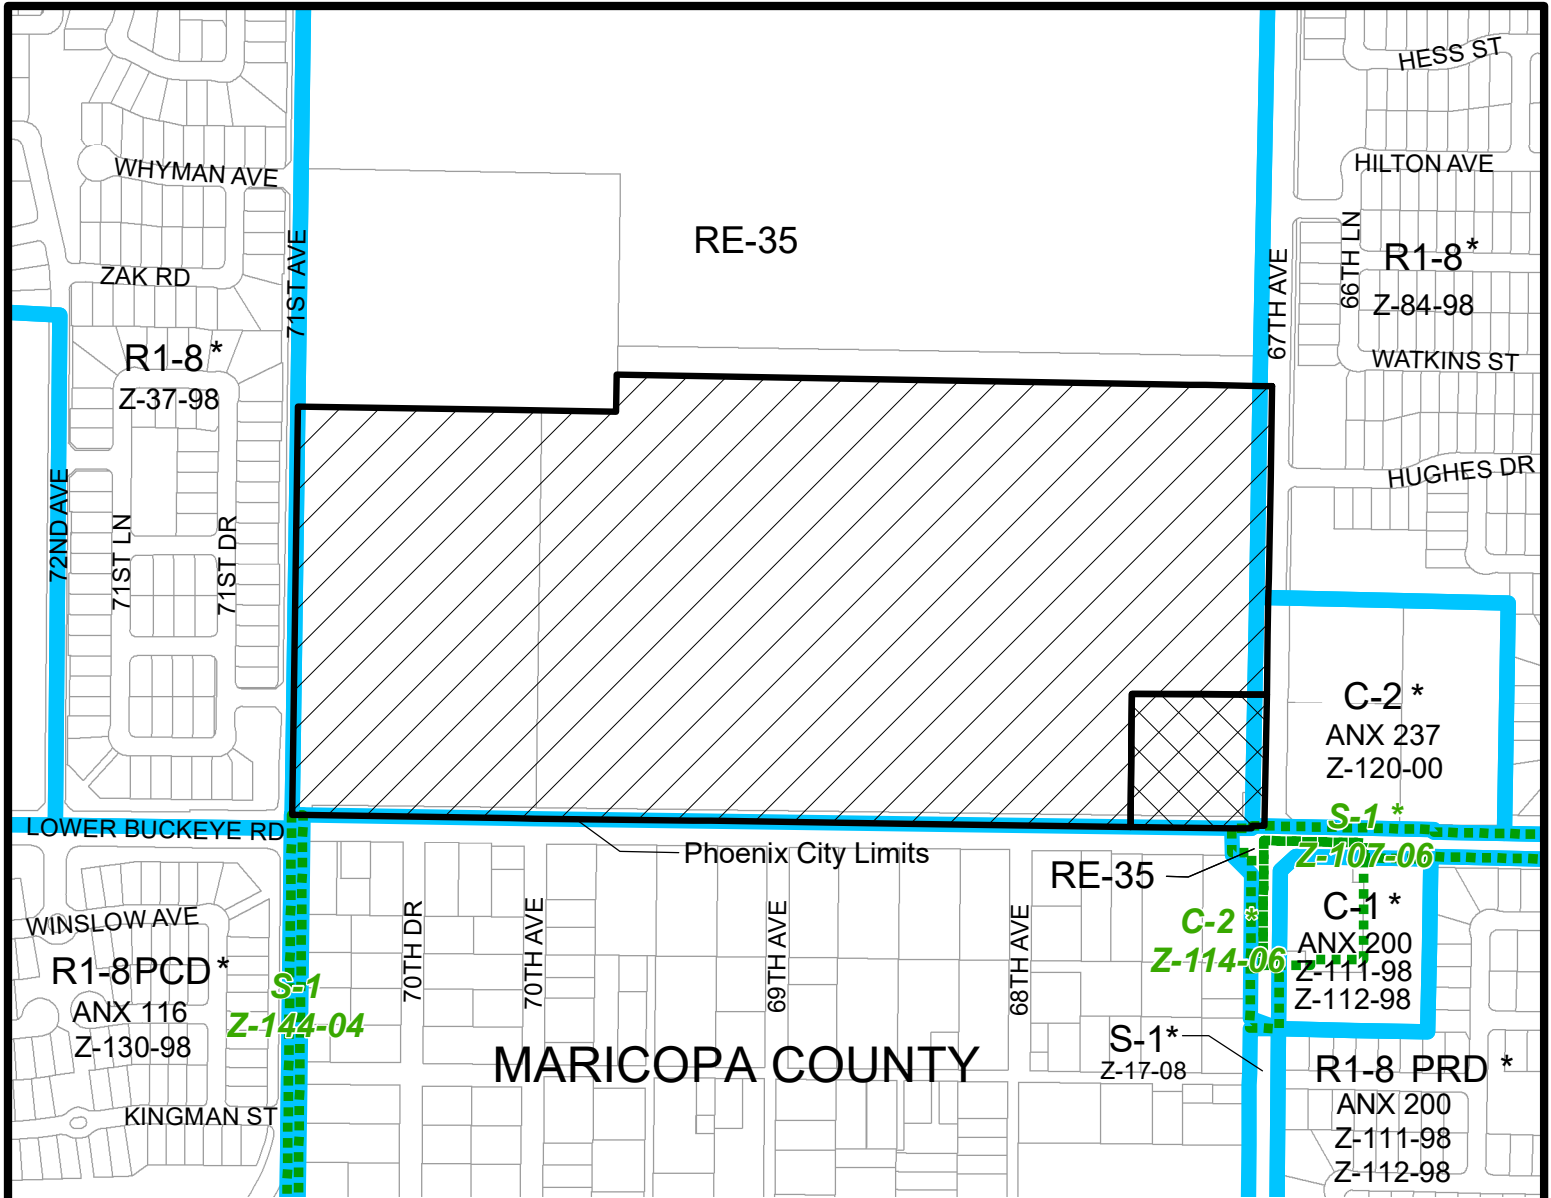 HESS ST
WHYMAN AVE
HILTON AVE
RE-35
66TH LN
R1-8*
Z-84-98
71ST AVE
67TH AVE
ZAK RD
R1-8*
Z-37-98
WATKINS ST
HUGHES DR
72ND AVE
71ST LN
71ST DR
C-2 *
ANX 237
Z-120-00
LOWER BUCKEYE RD
Phoenix City Limits
S-1 *
Z-107-06
RE-35
C-2 *
Z-114-06
C-1 *
ANX 200
Z-111-98
Z-112-98
WINSLOW AVE
R1-8PCD*
ANX 116
Z-130-98
S-1
Z-144-04
70TH DR
70TH AVE
69TH AVE
68TH AVE
MARICOPA COUNTY
S-1*
Z-17-08
R1-8 PRD *
ANX 200
Z-111-98
Z-112-98
KINGMAN ST